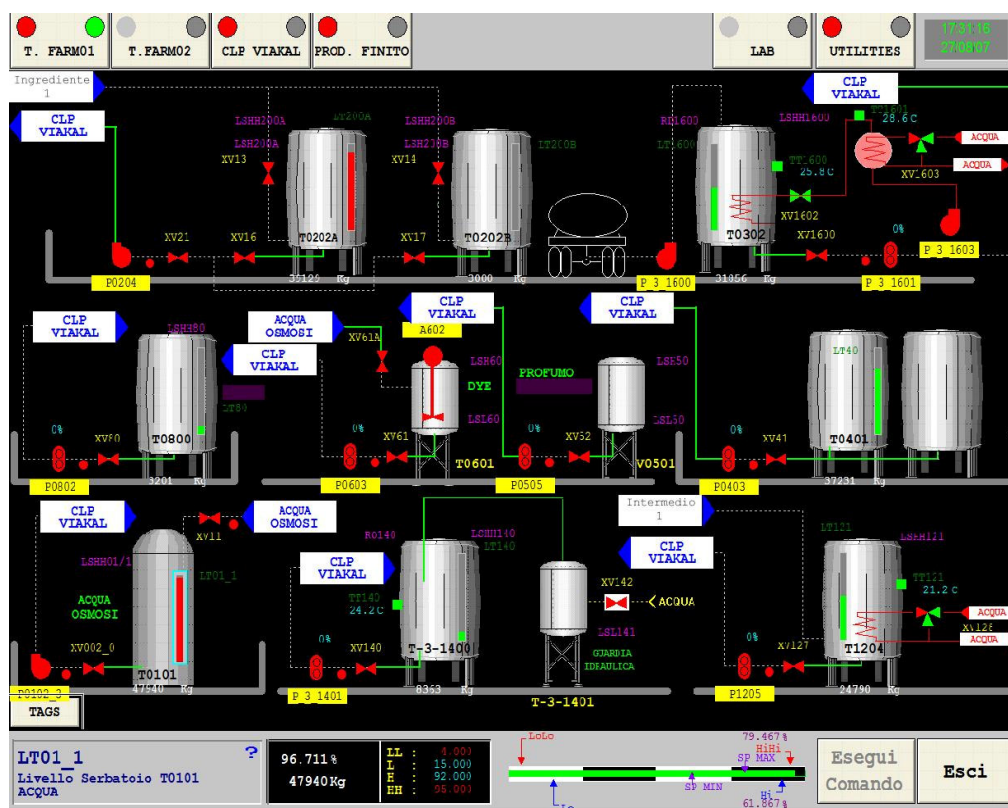 T. FARM01
T.FARM02
CLP VIAKAL
PROD. FINITO
LAB
UTILITIES
17:31:16
27/08/07
Ingrediente
1
CLP
VIAKAL
LSHH200A
LSH200A
LT200A
XV13
LSHH200B
LSH200B
LT200B
XV14
RD1600
LT1600
LSHH1600
CLP
VIAKAL
TT1601
28.6 C
ACQUA
ACQUA
XV1603
TT1600
25.8 C
XV1602
XV21
XV16
T0202A
XV17
T0202B
T0302
XV1600
0%
P_3_1603
P0204
Kg
3000 Kg
P_3_1600
31856 Kg
P_3_1601
CLP
VIAKAL
LSHH80
ACQUA
OSMOSI
XV61A
CLP
VIAKAL
A602
CLP
VIAKAL
CLP
VIAKAL
LSH60
DYE
PROFUMO
LT40
LT80
LSL60
0%
XV80
T0800
0%
XV61
T0601
0%
XV52
V0501
0%
XV41
T0401
P0802
3201 Kg
P0603
P0505
P0403
37231 Kg
CLP
VIAKAL
XV11
ACQUA
OSMOSI
LSHH01/1
LT01_1
ACQUA
OSMOSI
RD140
LSHH140
LT140
CLP
VIAKAL
TT140
24.2 C
XV142
ACQUA
LSL141
GUARDIA
IDRAULICA
Intermedio
1
CLP
VIAKAL
LT121
TT121
21.2 C
ACQUA
ACQUA
XV128
XV002_0
T0101
0%
XV140
T-3-1400
0%
XV127
T1204
47940 Kg
P_3_1401
8363 Kg
T-3-1401
P1205
24790 Kg
TAGS
LT01_1
?
Livello Serbatoio T0101
ACQUA
96.711%
47940Kg
LL : 4.000
L : 15.000
H : 92.000
EH : 95.000
LoLo
79.467%
HiHi
SP MAX
SP MIN
Lo
Hi
61.867%
Esegui
Comando
Esci